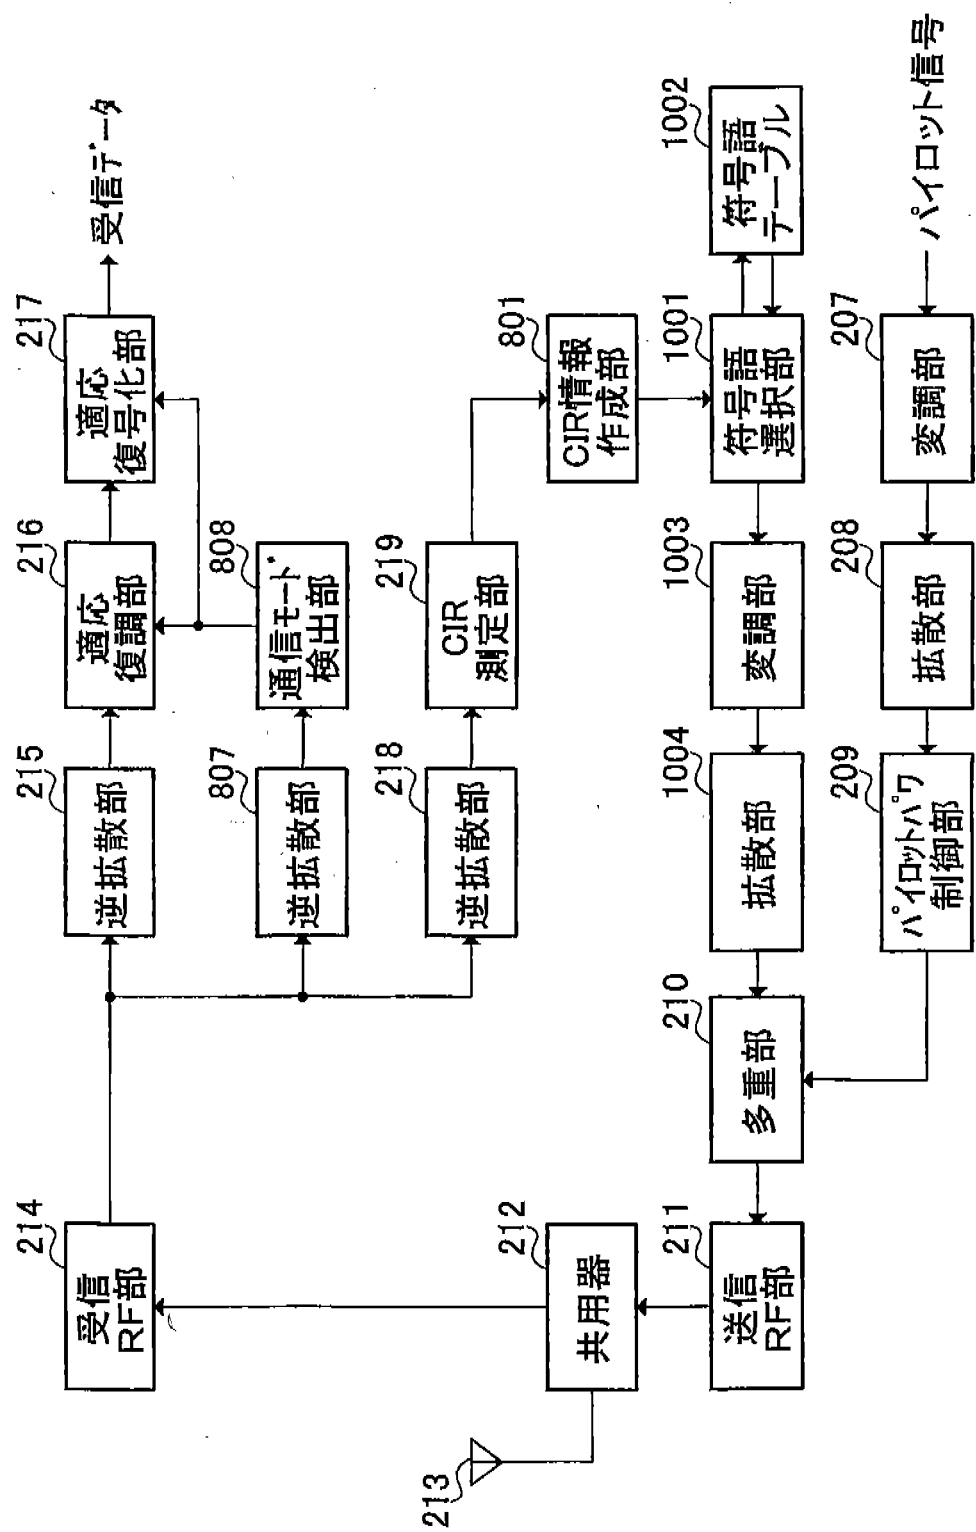 214
受信
RF部
215
逆拡散部
216
適応
復調部
217
適応
復号化部
受信データ
807
逆拡散部
808
通信モード
検出部
218
逆拡散部
219
CIR
測定部
213
212
共用器
801
CIR情報
作成部
211
送信
RF部
210
多重部
1004
拡散部
1003
変調部
1001
符号語
選択部
1002
符号語
テーブル
209
パイロットパワ
制御部
208
拡散部
207
変調部
パイロット信号